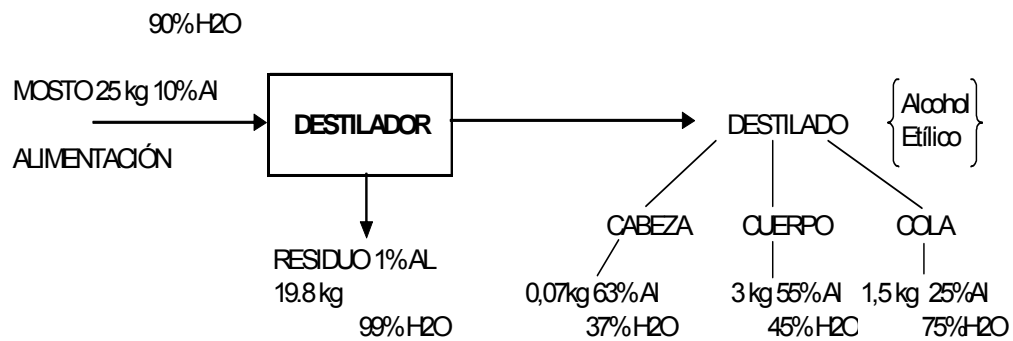 90% H2O
MOSTO 25 kg 10% Al
ALIMENTACIÓN
DESTILADOR
DESTILADO
Alcohol
Etílico
CABEZA
CUERPO
COLA
RESIDUO 1% AL
19.8 kg
99% H2O
0,07kg 63% Al
37% H2O
3 kg 55% Al
45% H2O
1,5 kg 25%Al
75%H2O